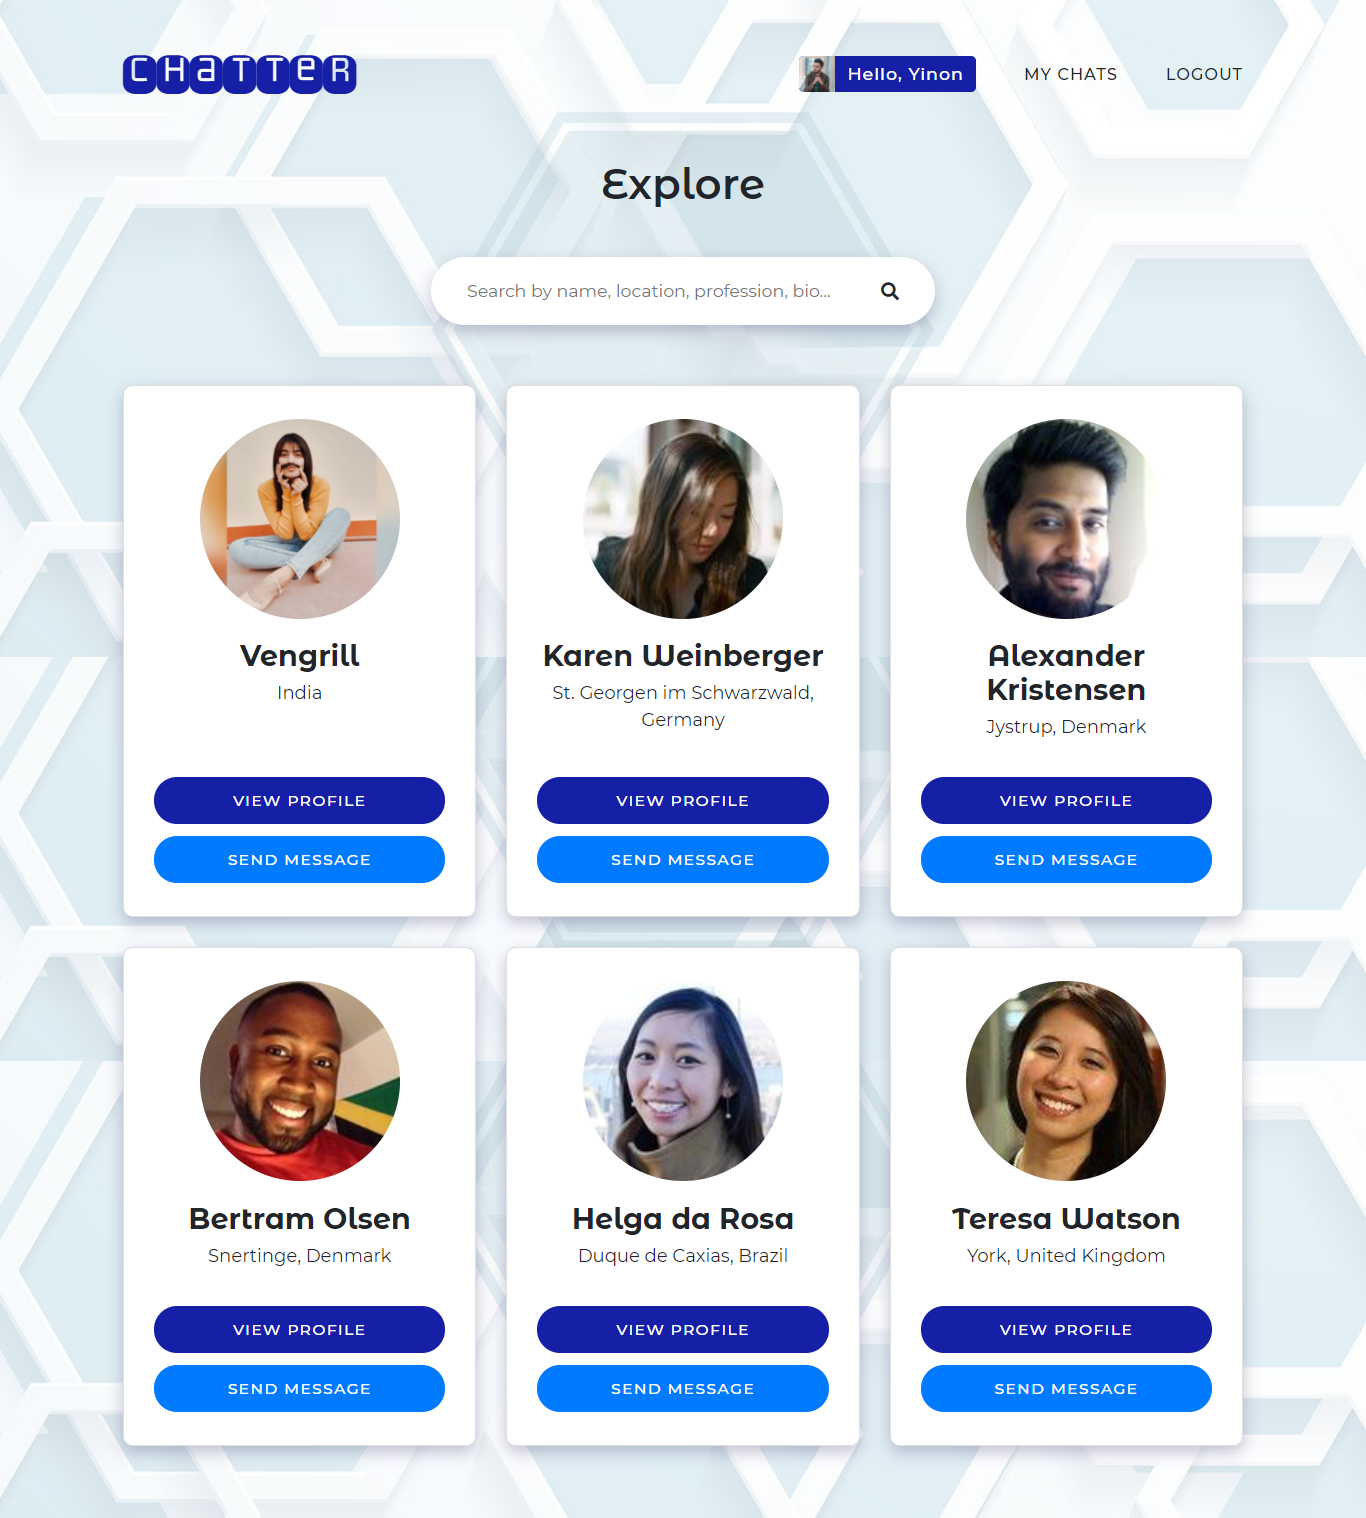 CHaTTeR
Hello, Yinon
MY CHATS
LOGOUT
Explore
Search by name, location, profession, bio...
Vengrill
India
VIEW PROFILE
SEND MESSAGE
Karen Weinberger
St. Georgen im Schwarzwald,
Germany
VIEW PROFILE
SEND MESSAGE
Alexander
Kristensen
Jystrup, Denmark
VIEW PROFILE
SEND MESSAGE
Bertram Olsen
Snertinge, Denmark
VIEW PROFILE
SEND MESSAGE
Helga da Rosa
Duque de Caxias, Brazil
VIEW PROFILE
SEND MESSAGE
Teresa Watson
York, United Kingdom
VIEW PROFILE
SEND MESSAGE